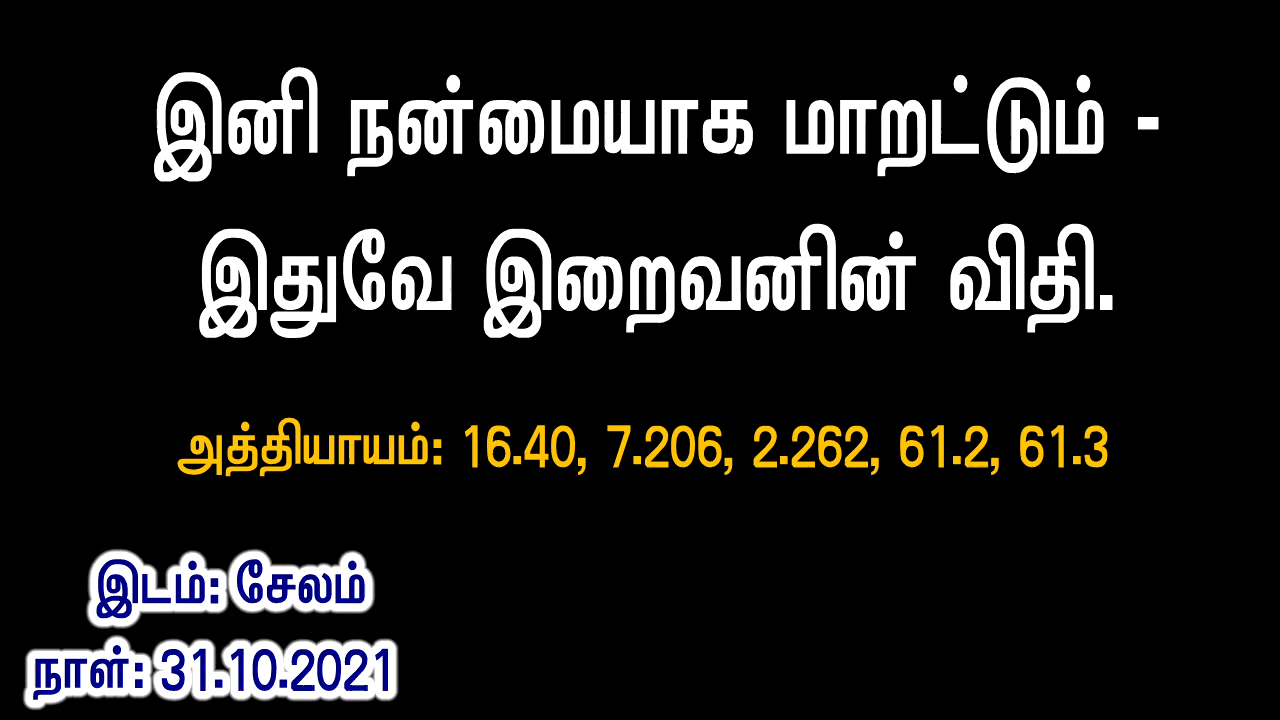 இனி நன்மையாக மாறட்டும் -
இதுவே இறைவனின் விதி.
அத்தியாயம்: 16.40, 7.206, 2.262, 61.2, 61.3
இடம்: சேலம்
நாள்: 31.10.2021